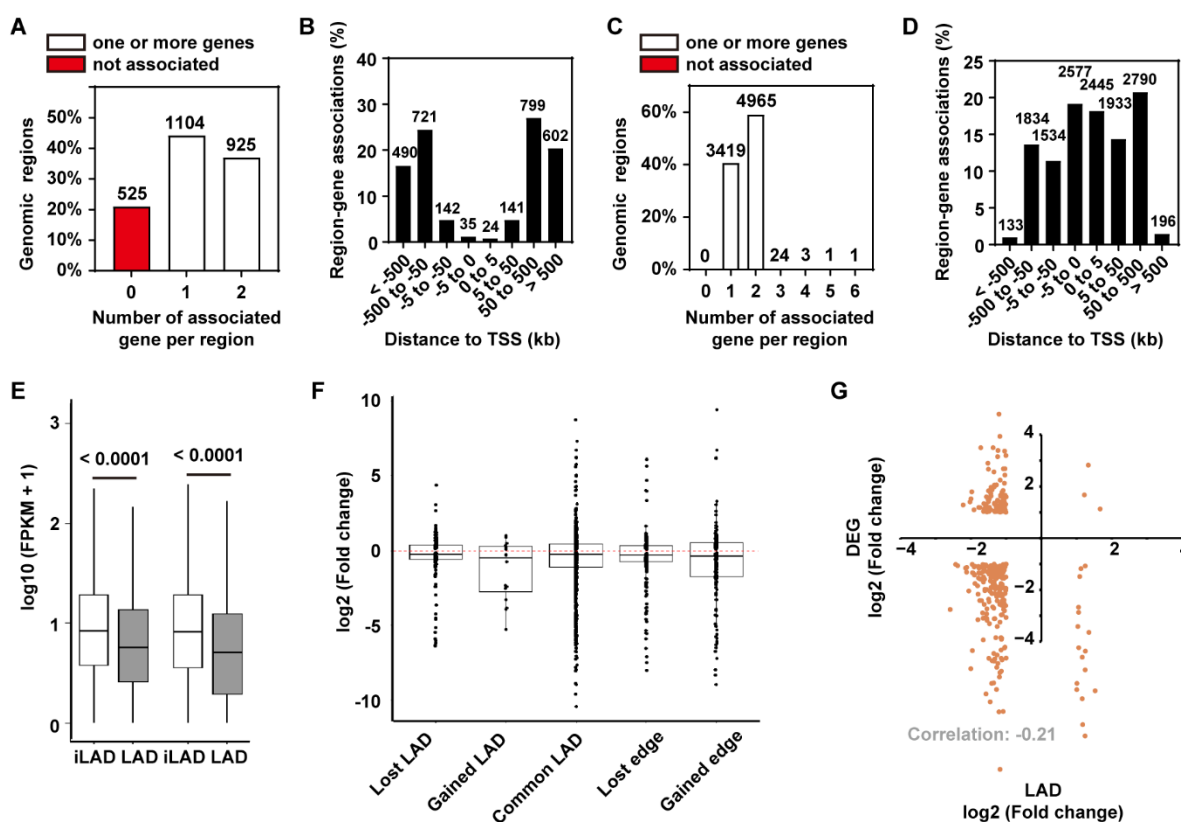 A
one or more genes
not associated
Genomic regions
50%
40%
30%
20%
10%
0%
525
1104
925
0 1 2
Number of associated
gene per region
B
Region-gene associations (%)
40
30
20
10
0
490
721
142
35
24
141
799
602
< -500
-500 to -50
-5 to -50
-5 to 0
0 to 5
5 to 50
50 to 500
> 500
Distance to TSS (kb)
C
one or more genes
not associated
Genomic regions
60%
40%
20%
0%
0
3419
4965
24 3 1 1
0 1 2 3 4 5 6
Number of associated
gene per region
D
Region-gene associations (%)
25
20
15
10
5
0
133
1834
1534
2577
2445
1933
2790
196
< -500
-500 to -50
-5 to -50
-5 to 0
0 to 5
5 to 50
50 to 500
> 500
Distance to TSS (kb)
E
log10 (FPKM + 1)
3
2
1
0
< 0.0001
< 0.0001
iLAD LAD iLAD LAD
F
log2 (Fold change)
10
5
0
-5
-10
Lost LAD
Gained LAD
Common LAD
Lost edge
Gained edge
G
DEG
log2 (Fold change)
4
2
−4 −2 0 2 4
−2
−4
Correlation: -0.21
LAD
log2 (Fold change)